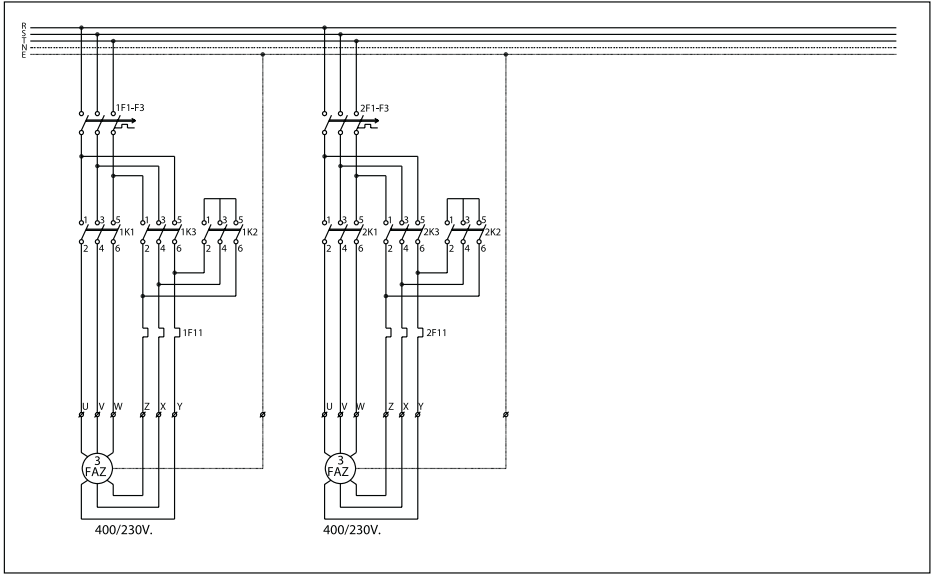 R
S
T
N
E
1F1-F3 2F1-F3
1 3 5 1 3 5 1 3 5 1 3 5 1 3 5 1 3 5
1K1 1K3 1K2 2K1 2K3 2K2
2 4 6 2 4 6 2 4 6 2 4 6 2 4 6 2 4 6
1F11 2F11
U V W Z X Y U V W Z X Y
3 3
FAZ FAZ
400/230V. 400/230V.